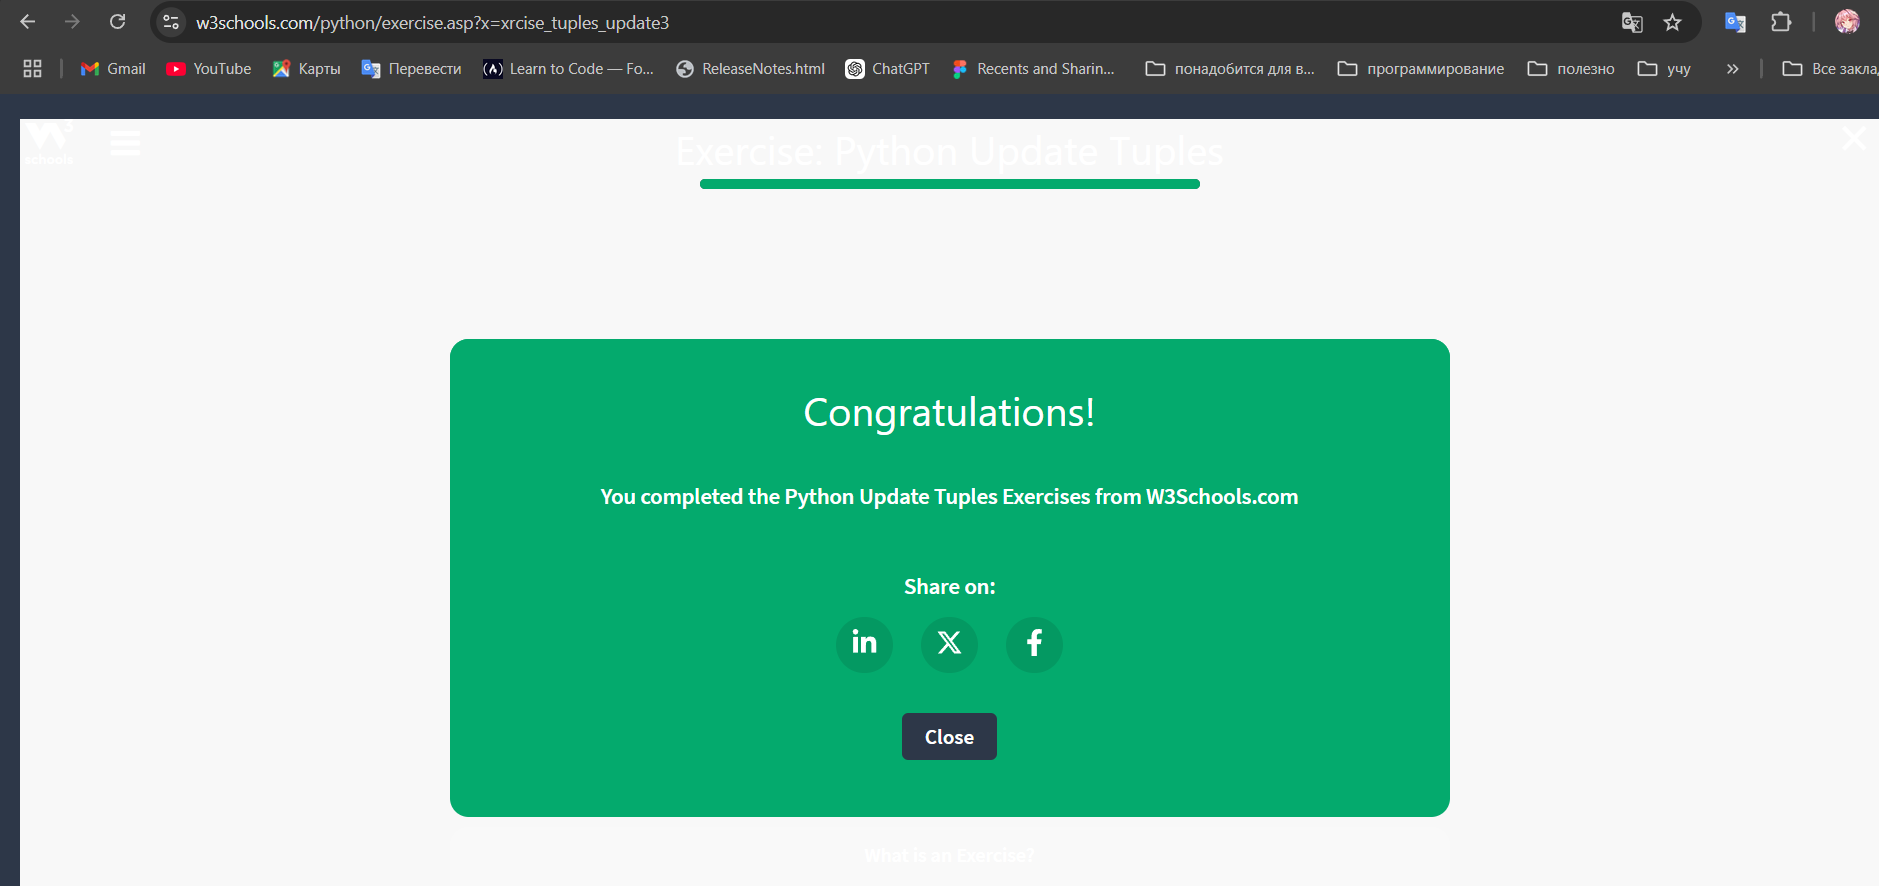 w3schools.com/python/exercise.asp?x=xrcise_tuples_update3
Gmail YouTube Карты Перевести Learn to Code — Fo... ReleaseNotes.html ChatGPT Recents and Sharin... понадобится для в... программирование полезно учу » Все закла
schools
Exercise: Python Update Tuples
Congratulations!
You completed the Python Update Tuples Exercises from W3Schools.com
Share on:
Close
What is an Exercise?